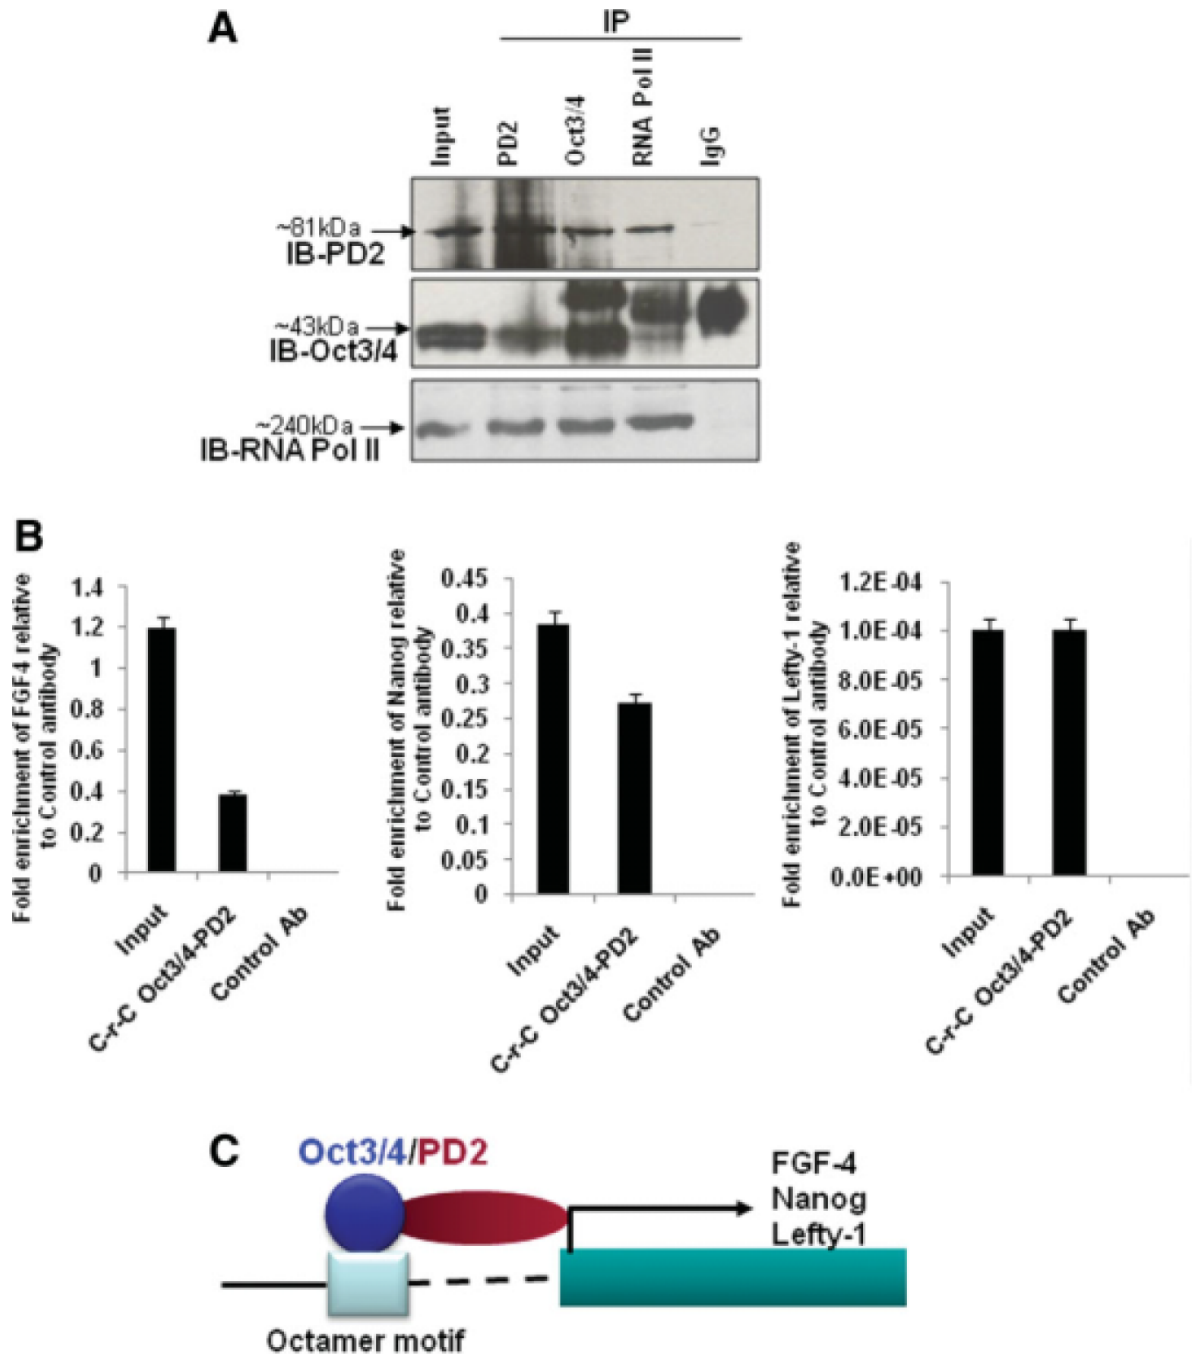 A
IP
Input
PD2
Oct3/4
RNA Pol II
IgG
~81kDa
IB-PD2
~43kDa
IB-Oct3/4
~240kDa
IB-RNA Pol II
B
Fold enrichment of FGF4 relative
to Control antibody
1.4
1.2
1
0.8
0.6
0.4
0.2
0
Input
C-r-C Oct3/4-PD2
Control Ab
Fold enrichment of Nanog relative
to Control antibody
0.45
0.4
0.35
0.3
0.25
0.2
0.15
0.1
0.05
0
Input
C-r-C Oct3/4-PD2
Control Ab
Fold enrichment of Lefty-1 relative
to Control antibody
1.2E-04
1.0E-04
8.0E-05
6.0E-05
4.0E-05
2.0E-05
0.0E+00
Input
C-r-C Oct3/4-PD2
Control Ab
C
Oct3/4/PD2
FGF-4
Nanog
Lefty-1
Octamer motif